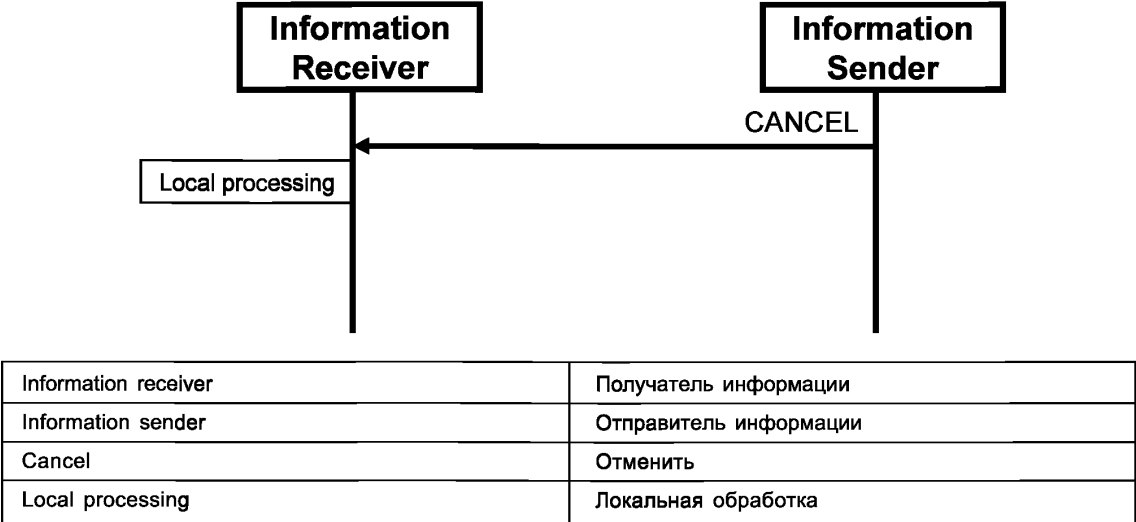 Information
Receiver
Information
Sender
CANCEL
Local processing
Information receiver
Получатель информации
Information sender
Отправитель информации
Cancel
Отменить
Local processing
Локальная обработка